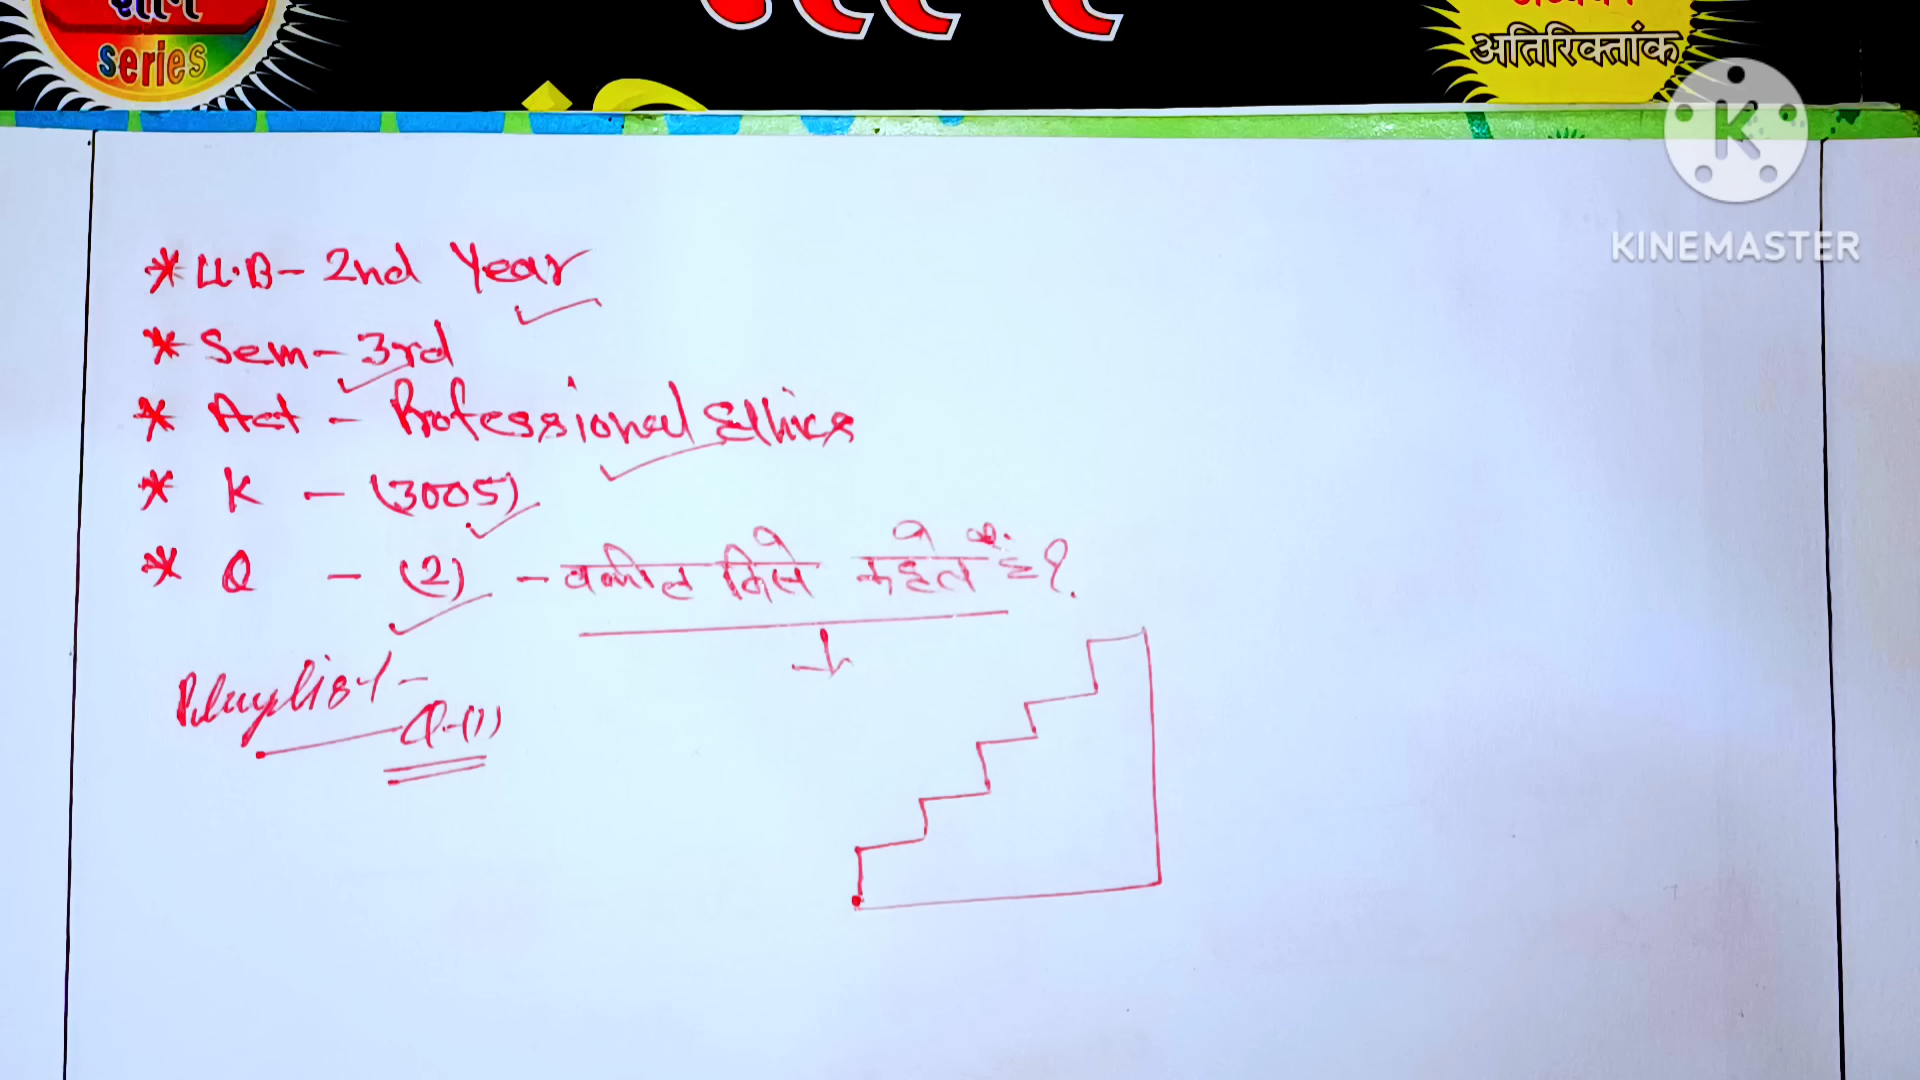 series
अतिरिक्तांक
KINEMASTER
* LL.B - 2nd Year
* Sem - 3rd
* Act - Professional Ethics
* K - (3005)
* Q - (2) - वकील किसे कहते है?
Playlist -
Q-(1)